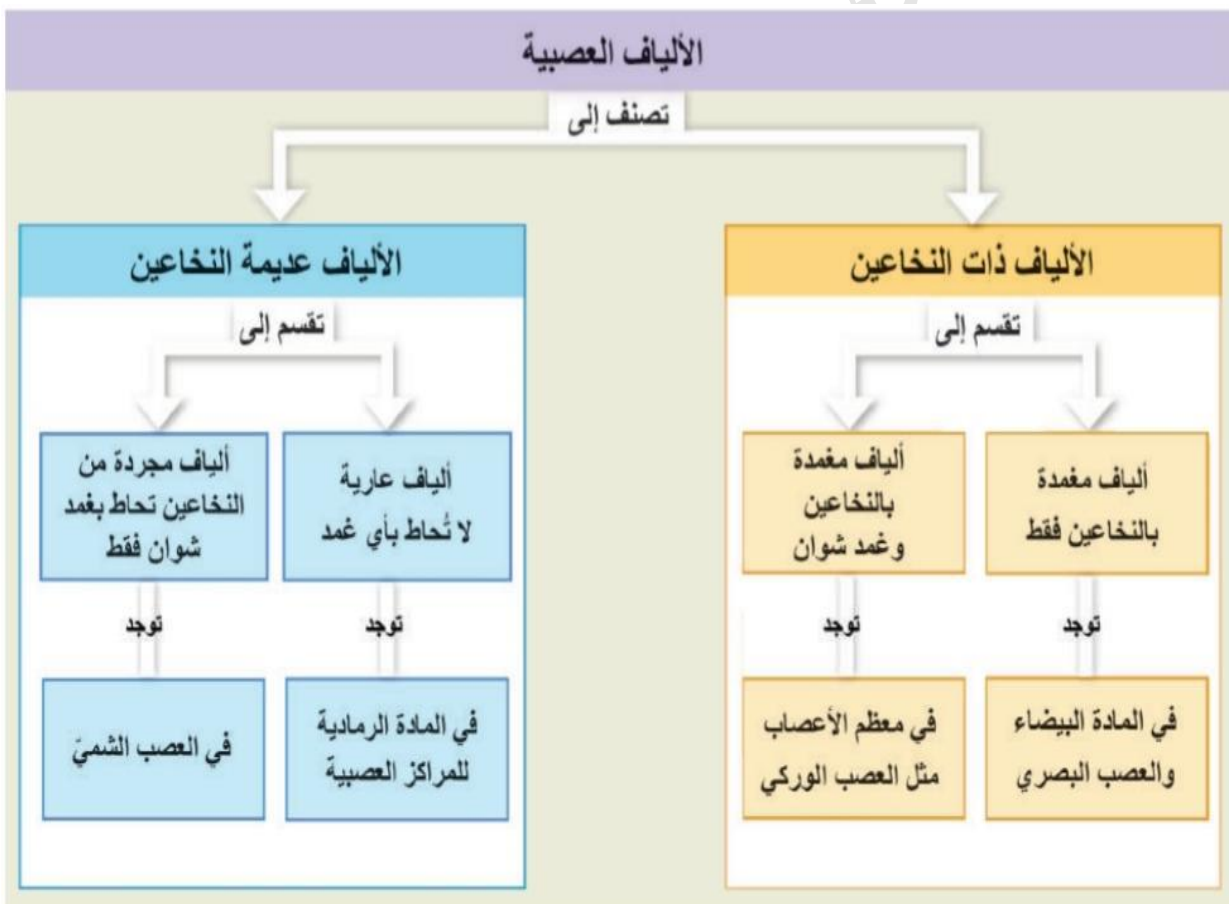 الألياف العصبية
تصنف إلى
الألياف ذات النخاعين
تقسم إلى
ألياف مغمدة
بالنخاعين فقط
توجد
في المادة البيضاء
والعصب البصري
ألياف مغمدة
بالنخاعين
وغمد شوان
توجد
في معظم الأعصاب
مثل العصب الوركي
الألياف عديمة النخاعين
تقسم إلى
ألياف عارية
لا تُحاط بأي غمد
توجد
في المادة الرمادية
للمراكز العصبية
ألياف مجردة من
النخاعين تحاط بغمد
شوان فقط
توجد
في العصب الشميّ